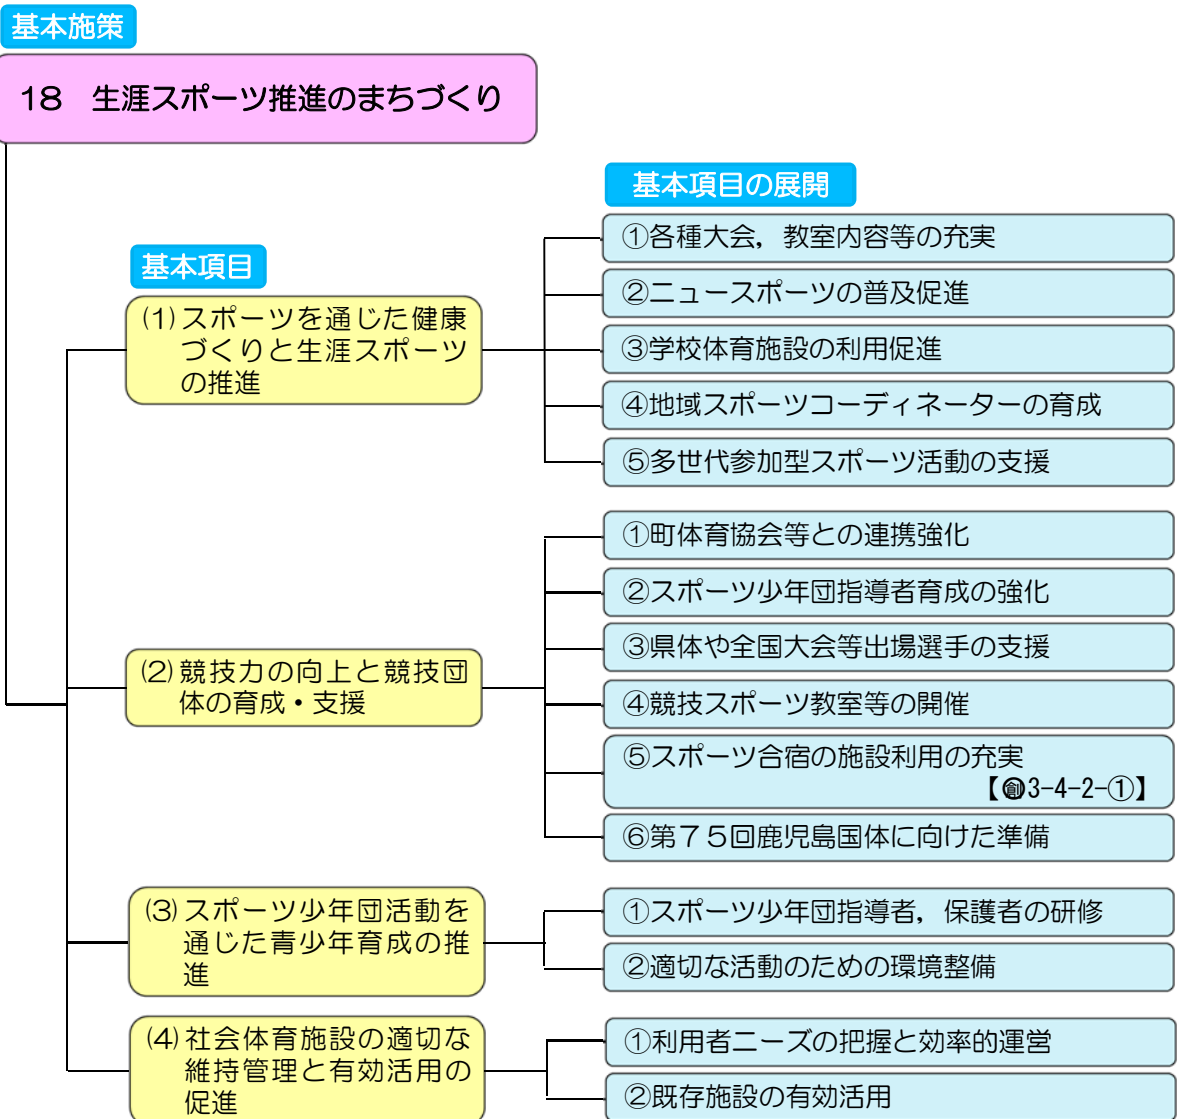 基本施策
18　生涯スポーツ推進のまちづくり
基本項目の展開
基本項目
⑴スポーツを通じた健康
づくりと生涯スポーツ
の推進
①各種大会，教室内容等の充実
②ニュースポーツの普及促進
③学校体育施設の利用促進
④地域スポーツコーディネーターの育成
⑤多世代参加型スポーツ活動の支援
⑵競技力の向上と競技団
体の育成・支援
①町体育協会等との連携強化
②スポーツ少年団指導者育成の強化
③県体や全国大会等出場選手の支援
④競技スポーツ教室等の開催
⑤スポーツ合宿の施設利用の充実
【創3-4-2-①】
⑥第７５回鹿児島国体に向けた準備
⑶スポーツ少年団活動を
通じた青少年育成の推
進
①スポーツ少年団指導者，保護者の研修
②適切な活動のための環境整備
⑷社会体育施設の適切な
維持管理と有効活用の
促進
①利用者ニーズの把握と効率的運営
②既存施設の有効活用